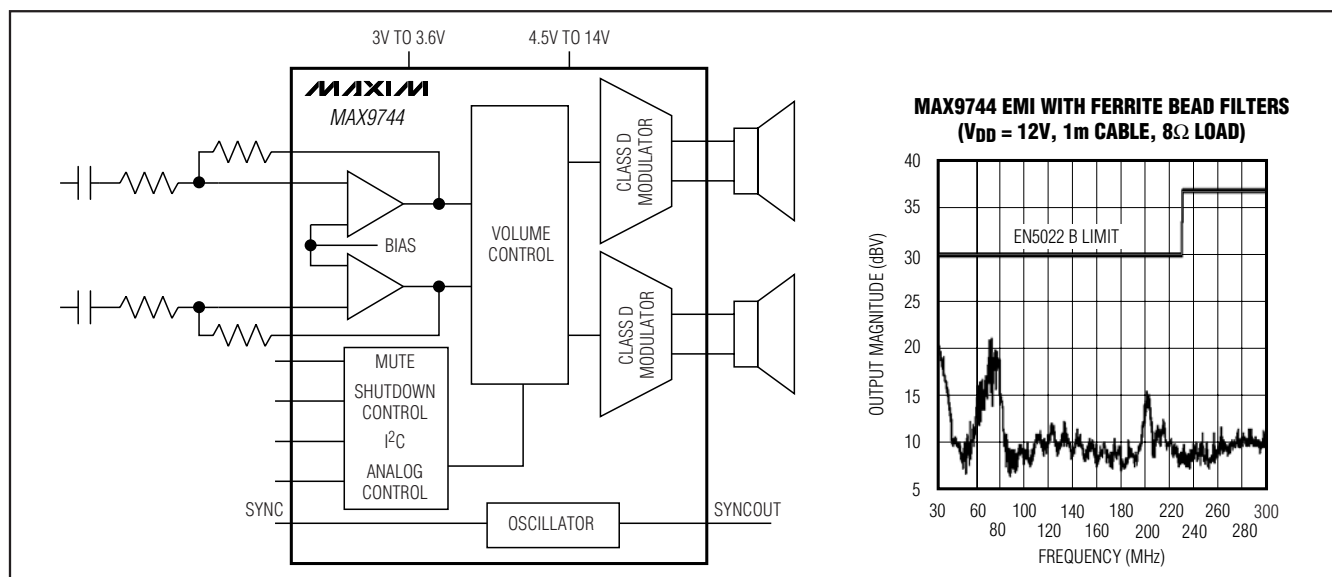 3V TO 3.6V
4.5V TO 14V
MAXIM
MAX9744
BIAS
VOLUME
CONTROL
CLASS D
MODULATOR
CLASS D
MODULATOR
MUTE
SHUTDOWN
CONTROL
I²C
ANALOG
CONTROL
SYNC
OSCILLATOR
SYNCOUT
MAX9744 EMI WITH FERRITE BEAD FILTERS
(VDD = 12V, 1m CABLE, 8Ω LOAD)
OUTPUT MAGNITUDE (dBV)
40
35
30
25
20
15
10
5
EN5022 B LIMIT
30 60 100 140 180 220 260 300
80 120 160 200 240 280
FREQUENCY (MHz)